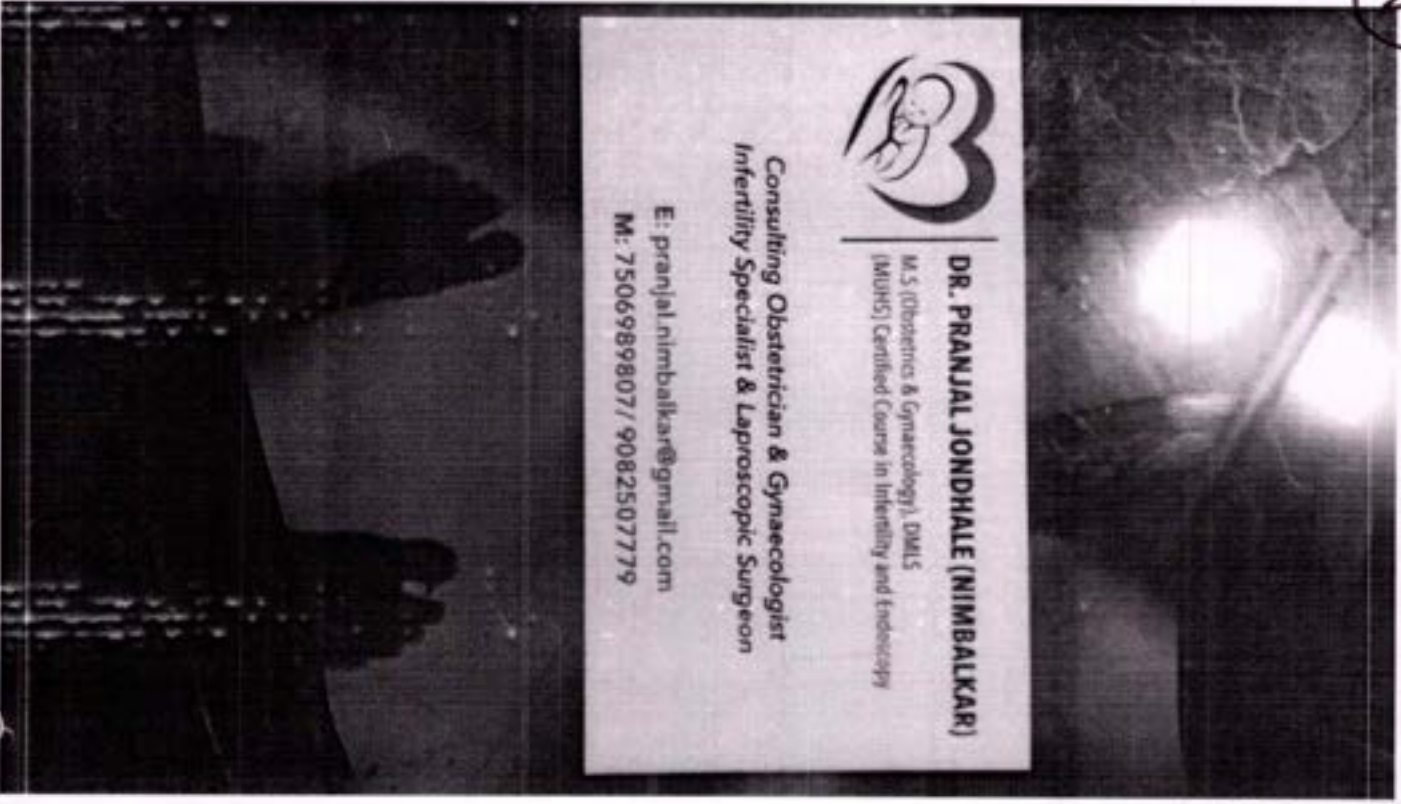 DR. PRANJAL JONDHALE (NIMBALKAR)
M.S (Obstetrics & Gynaecology), DMLS
(MUHS) Certified Course in Infertility and Endoscopy
Consulting Obstetrician & Gynaecologist
Infertility Specialist & Laproscopic Surgeon
E: pranjal.nimbalkar@gmail.com
M: 7506989807/ 9082507779